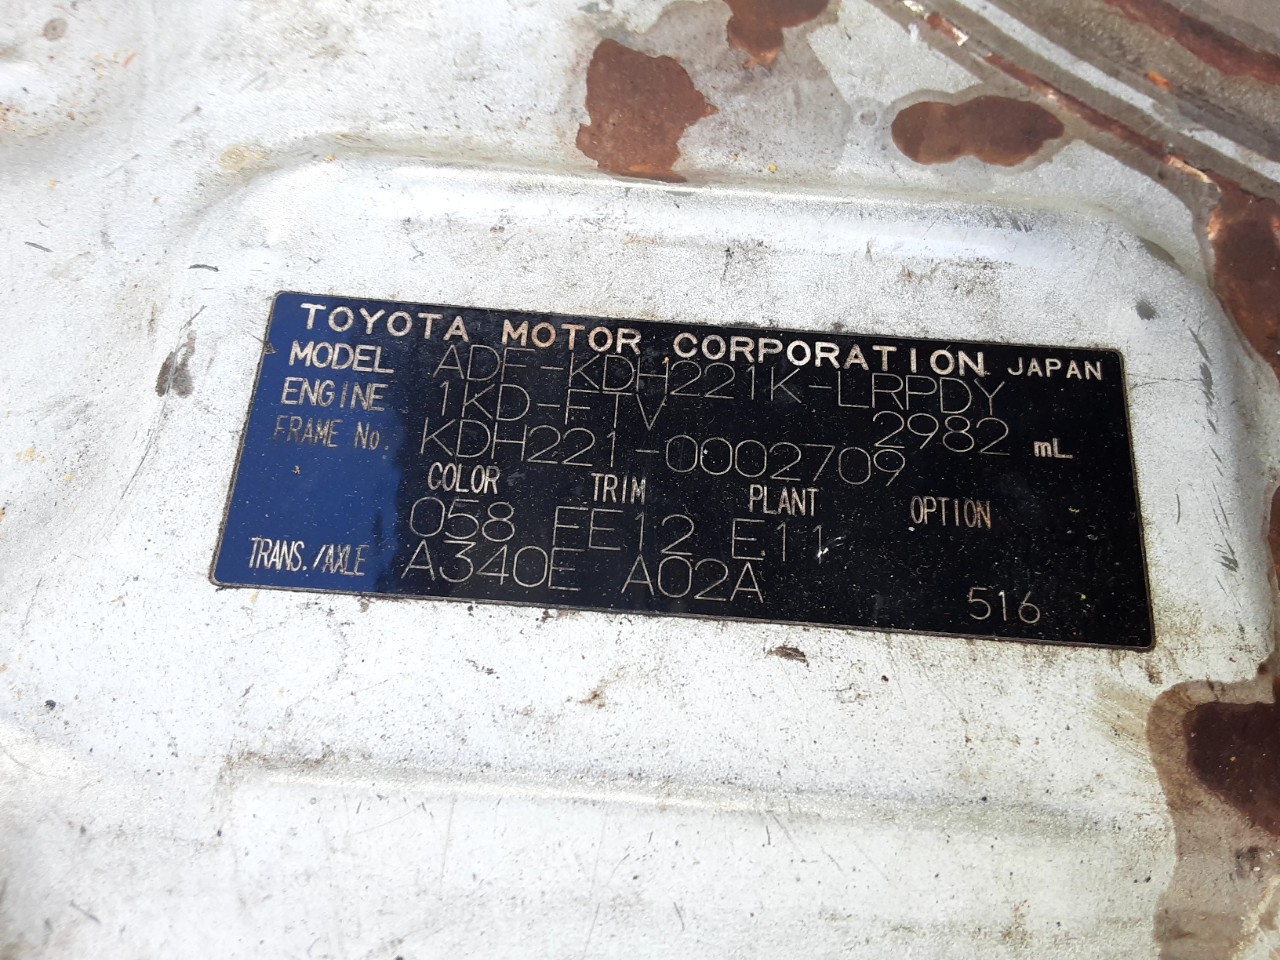 TOYOTA MOTOR CORPORATION JAPAN
MODEL ADF-KDH221K-LRPDY
ENGINE 1KD-FTV 2982 mL
FRAME No. KDH221-0002709
COLOR TRIM PLANT OPTION
058 FE12 E11
TRANS./AXLE A340E A02A 516